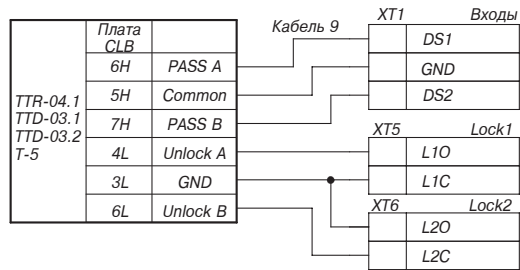 Плата
CLB
6H PASS A
5H Common
7H PASS B
4L Unlock A
3L GND
6L Unlock B
TTR-04.1
TTD-03.1
TTD-03.2
T-5
Кабель 9
XT1 Входы
DS1
GND
DS2
XT5 Lock1
L1O
L1C
XT6 Lock2
L2O
L2C